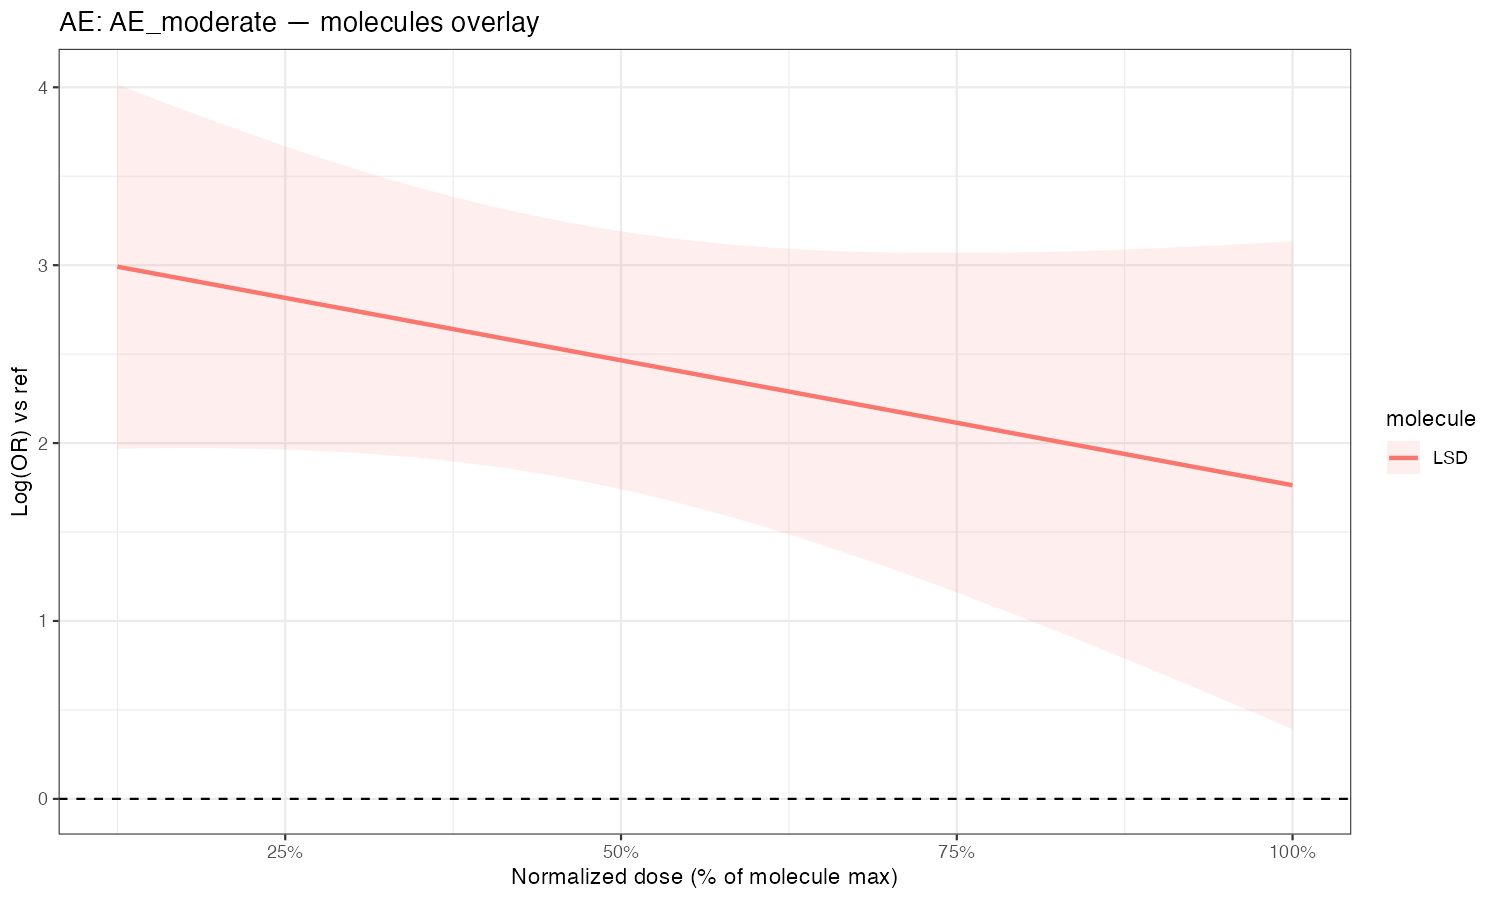 AE: AE_moderate — molecules overlay
Log(OR) vs ref
4
3
2
1
0
25%
50%
75%
100%
Normalized dose (% of molecule max)
molecule
LSD